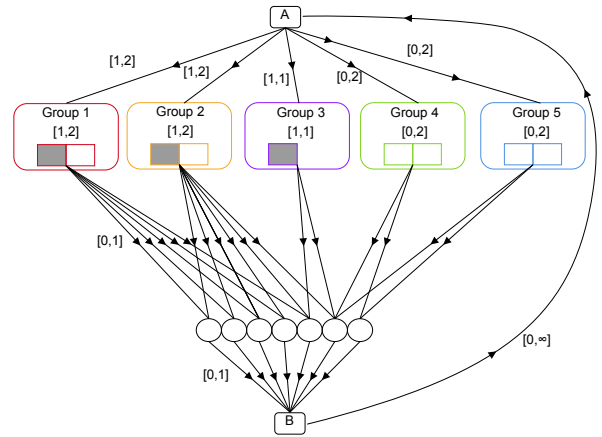 A
[1,2]
[1,2]
[1,1]
[0,2]
[0,2]
Group 1
[1,2]
Group 2
[1,2]
Group 3
[1,1]
Group 4
[0,2]
Group 5
[0,2]
[0,1]
[0,∞]
[0,1]
B